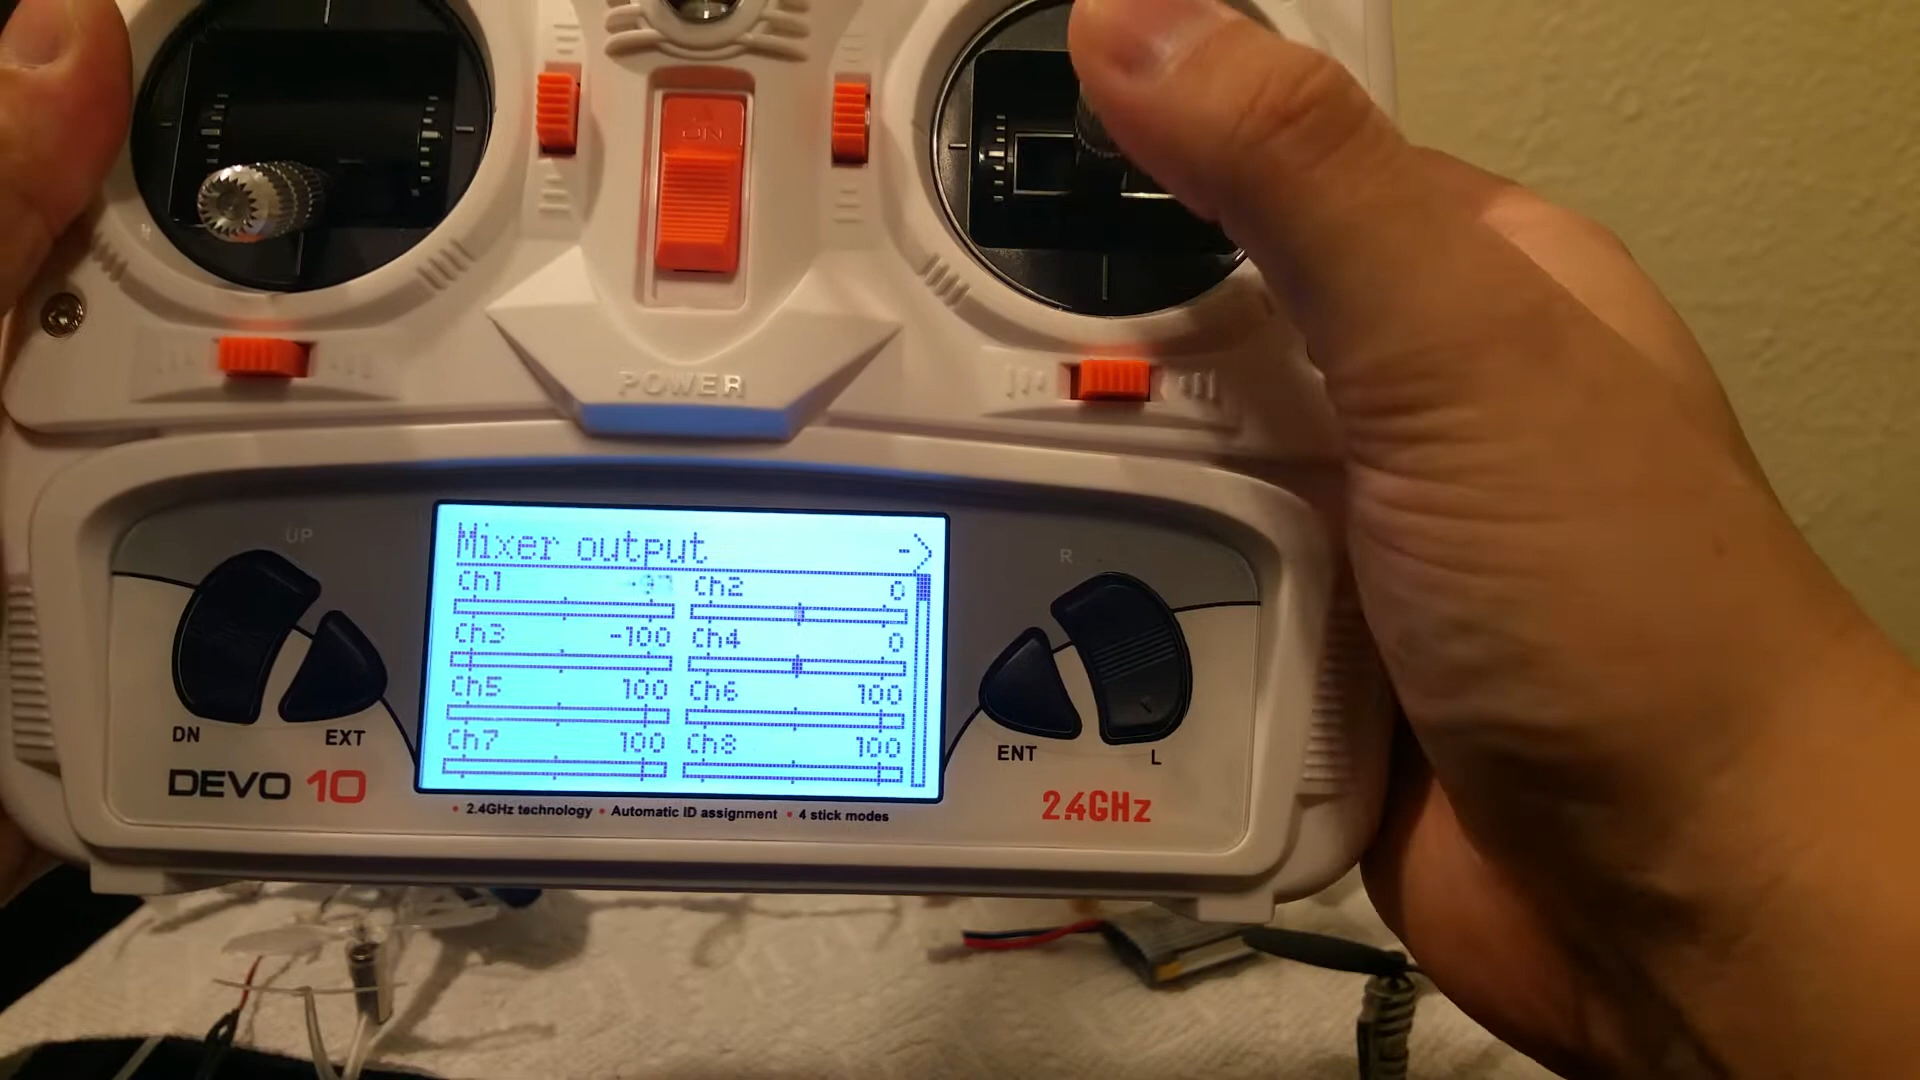 ON
POWER
UP
R
Mixer output ->
Ch1 Ch2 0
Ch3 -100 Ch4 0
Ch5 100 Ch6 100
Ch7 100 Ch8 100
DN EXT ENT L
DEVO 10 2.4GHz
• 2.4GHz technology • Automatic ID assignment • 4 stick modes